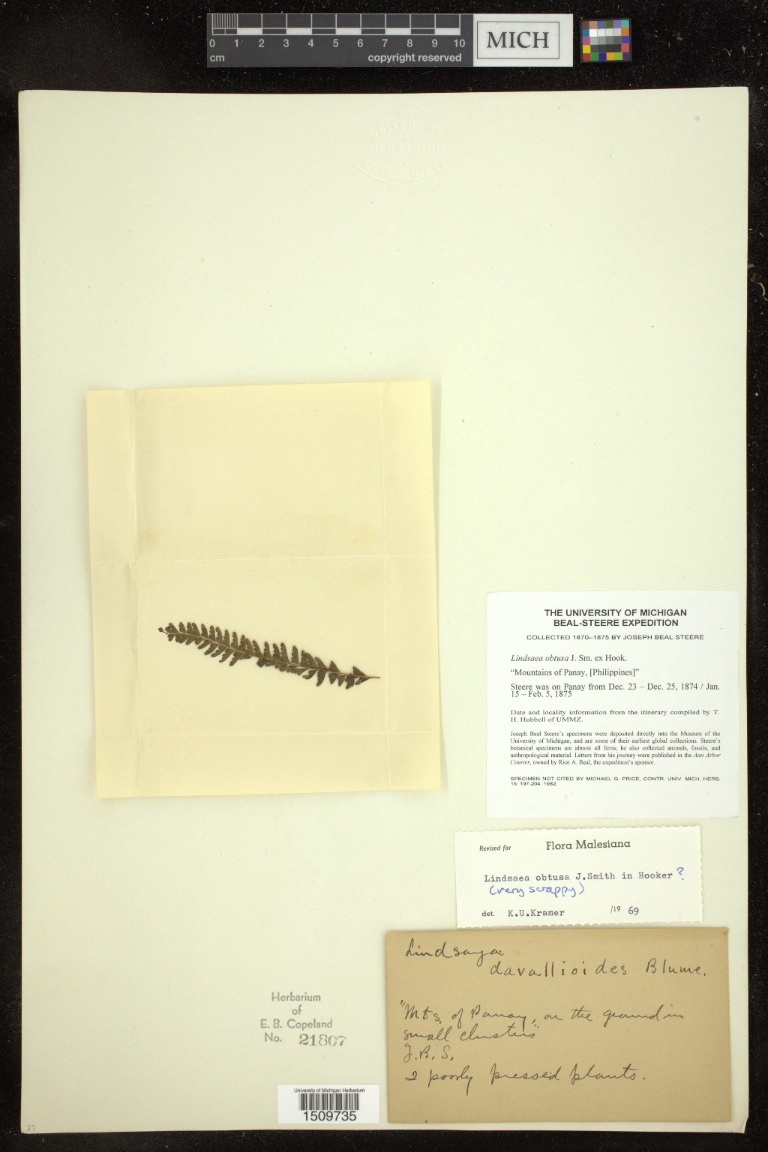 0 1 2 3 4 5 6 7 8 9 10
cm copyright reserved
MICH
THE UNIVERSITY OF MICHIGAN
BEAL-STEERE EXPEDITION
COLLECTED 1870–1875 BY JOSEPH BEAL STEERE
Lindsaea obtusa J. Sm. ex Hook.
"Mountains of Panay, [Philippines]"
Steere was on Panay from Dec. 23 – Dec. 25, 1874 / Jan.
15 – Feb. 5, 1875
Date and locality information from the itinerary compiled by T.
H. Hubbell of UMMZ.
Joseph Beal Steere's specimens were deposited directly into the Museum of the
University of Michigan, and are some of their earliest global collections. Steere's
botanical specimens are almost all ferns, he also collected animals, fossils, and
anthropological material. Letters from his journey were published in the Ann Arbor
Courier, owned by Rice A. Beal, the expedition's sponsor.
SPECIMEN NOT CITED BY MICHAEL G. PRICE, CONTR. UNIV. MICH. HERB.
15: 197-204. 1982
Revised for Flora Malesiana
Lindsaea obtusa J.Smith in Hooker ?
(very scrappy)
det. K.U.Kramer /19 69
Lindsaya
davallioides Blume.
"Mts. of Panay, on the ground in
small clusters"
J.B.S.
2 poorly pressed plants.
Herbarium
of
E. B. Copeland
No. 21807
University of Michigan Herbarium
1509735